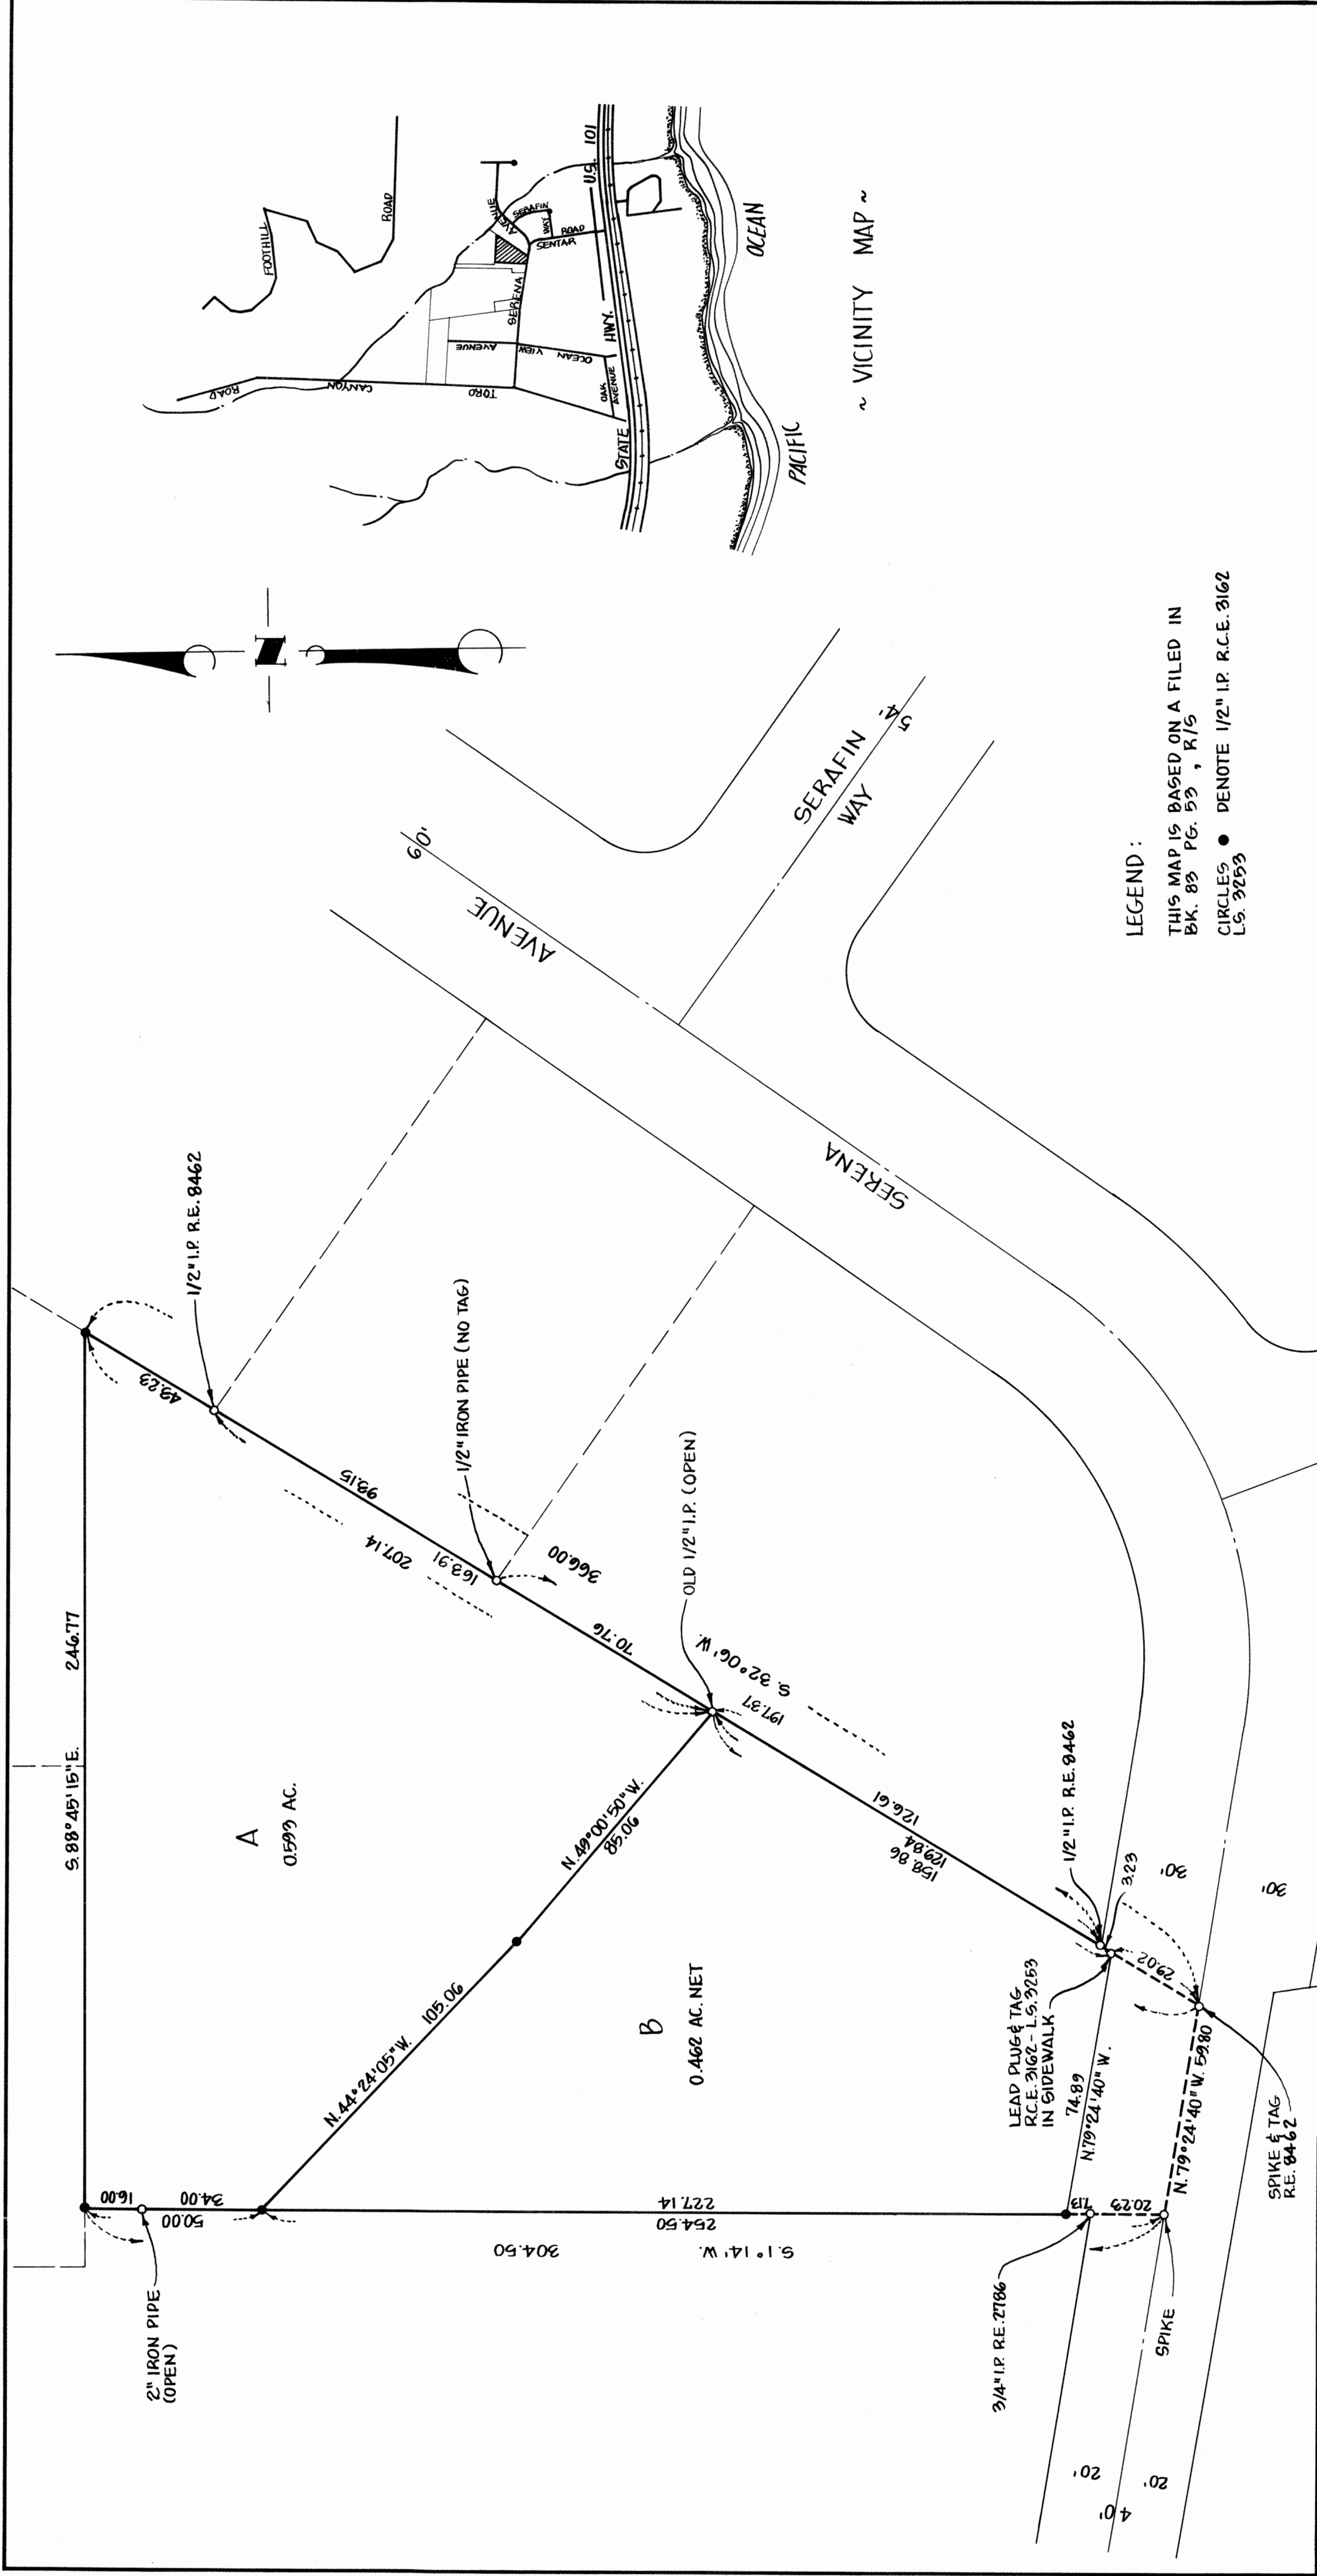 FOOTHILL
ROAD
TORO
CANYON
ROAD
OCEAN
VIEW
AVENUE
SERENA
AVENUE
SERAFIN
WAY
SENTAR
ROAD
OAK
AVENUE
STATE
HWY.
U.S. 101
PACIFIC
OCEAN
~ VICINITY MAP ~
N
S. 88° 45' 15" E. 246.77
16.00
34.00
50.00
2" IRON PIPE
(OPEN)
A
0.593 AC.
43.23
1/2" I.P. R.E. 8462
93.15
207.14
163.91
1/2" IRON PIPE (NO TAG)
366.00
70.76
OLD 1/2" I.P. (OPEN)
S. 32° 06' W.
197.37
N. 49° 00' 50" W.
85.06
N. 44° 24' 05" W. 105.06
B
0.462 AC. NET
227.14
254.50
304.50
S. 1° 14' W.
126.61
129.84
158.86
1/2" I.P. R.E. 8462
3.23
LEAD PLUG & TAG
R.C.E. 3162 - L.S. 3253
IN SIDEWALK
74.89
N. 79° 24' 40" W.
7.13
20.23
29.02
N. 79° 24' 40" W. 59.80
SPIKE & TAG
R.E. 8462
3/4" I.P. R.E. 2786
SPIKE
20'
20'
40'
30'
30'
SERENA
AVENUE
60'
SERAFIN
WAY
54'
LEGEND :
THIS MAP IS BASED ON A FILED IN
BK. 83 PG. 53 , R/S
CIRCLES ● DENOTE 1/2" I.P. R.C.E. 3162
L.S. 3253